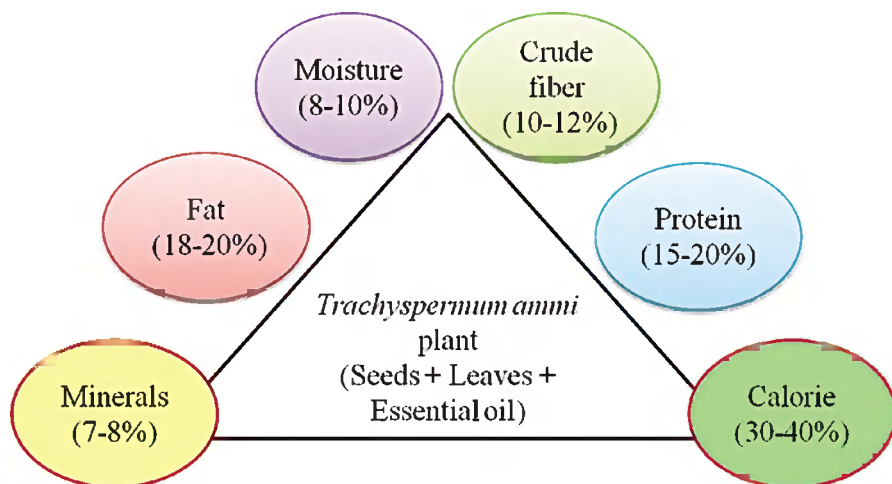 Moisture
(8-10%)
Crude
fiber
(10-12%)
Fat
(18-20%)
Protein
(15-20%)
Trachyspermum ammi
plant
(Seeds + Leaves +
Essential oil)
Minerals
(7-8%)
Calorie
(30-40%)